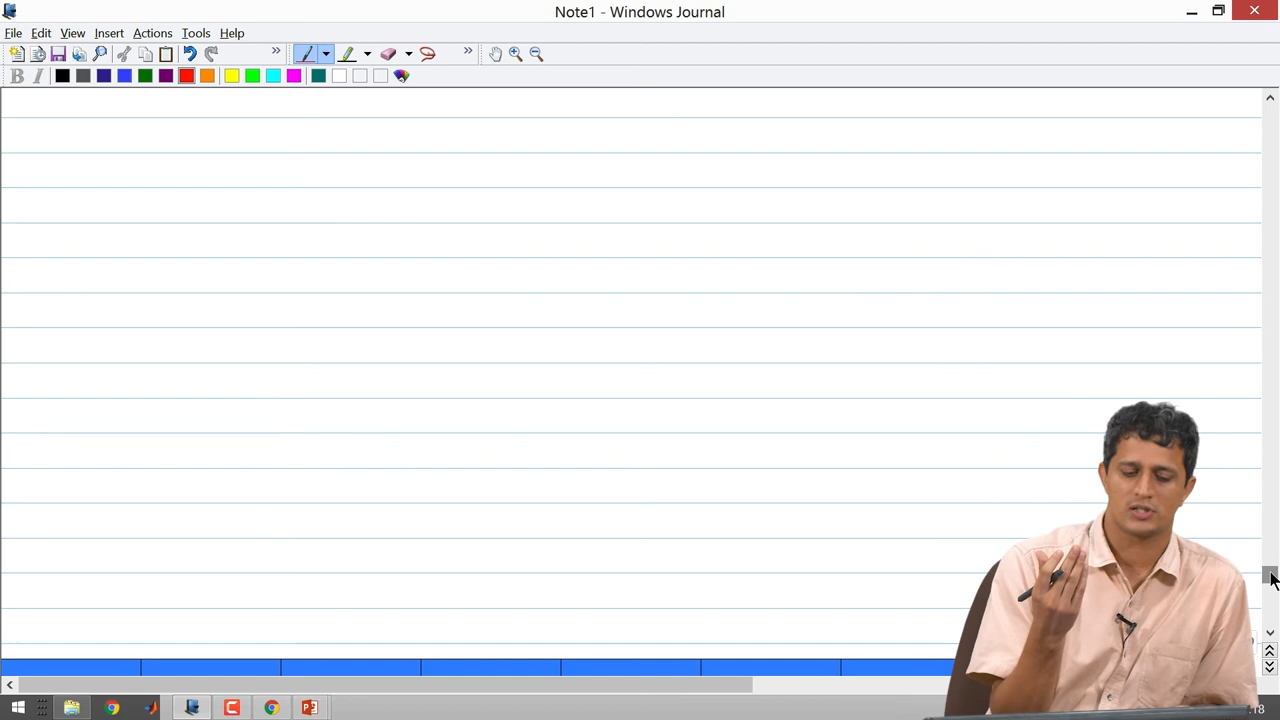 Note1 - Windows Journal
File Edit View Insert Actions Tools Help
B I